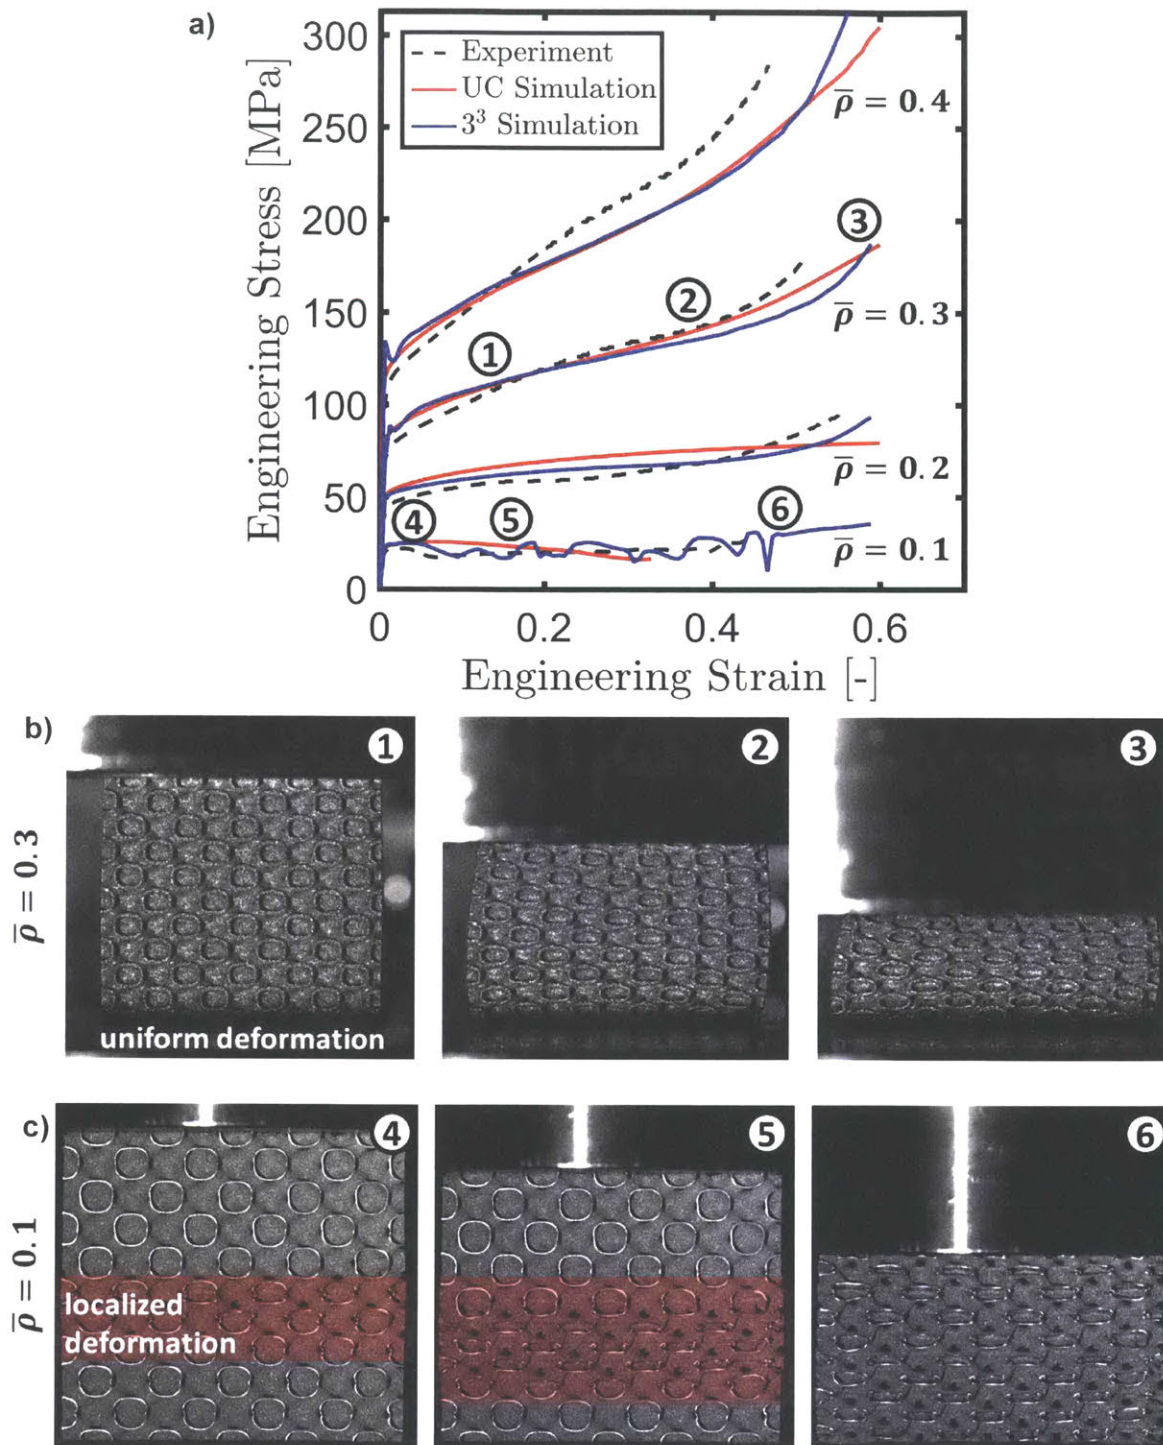 a)
Engineering Stress [MPa]
300
250
200
150
100
50
0
Experiment
UC Simulation
3³ Simulation
ρ̅ = 0.4
ρ̅ = 0.3
ρ̅ = 0.2
ρ̅ = 0.1
1
2
3
4
5
6
0
0.2
0.4
0.6
Engineering Strain [-]
b)
ρ̅ = 0.3
1
2
3
uniform deformation
c)
ρ̅ = 0.1
4
5
6
localized
deformation